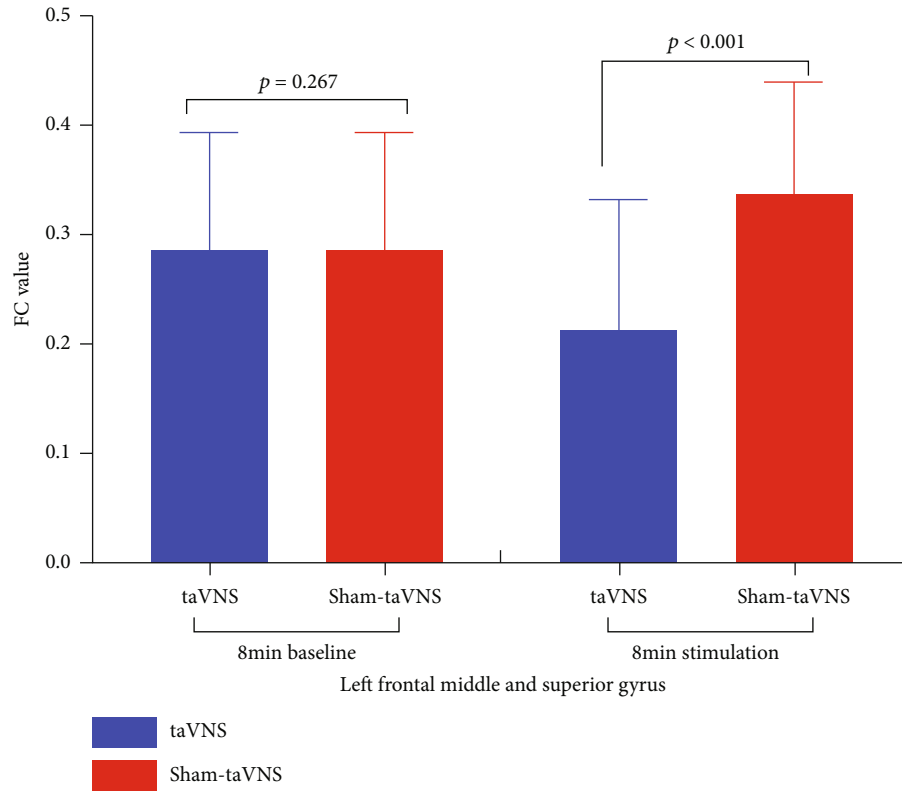 0.5
0.4
0.3
0.2
0.1
0.0
FC value
p = 0.267
p < 0.001
taVNS
Sham-taVNS
taVNS
Sham-taVNS
8min baseline
8min stimulation
Left frontal middle and superior gyrus
taVNS
Sham-taVNS